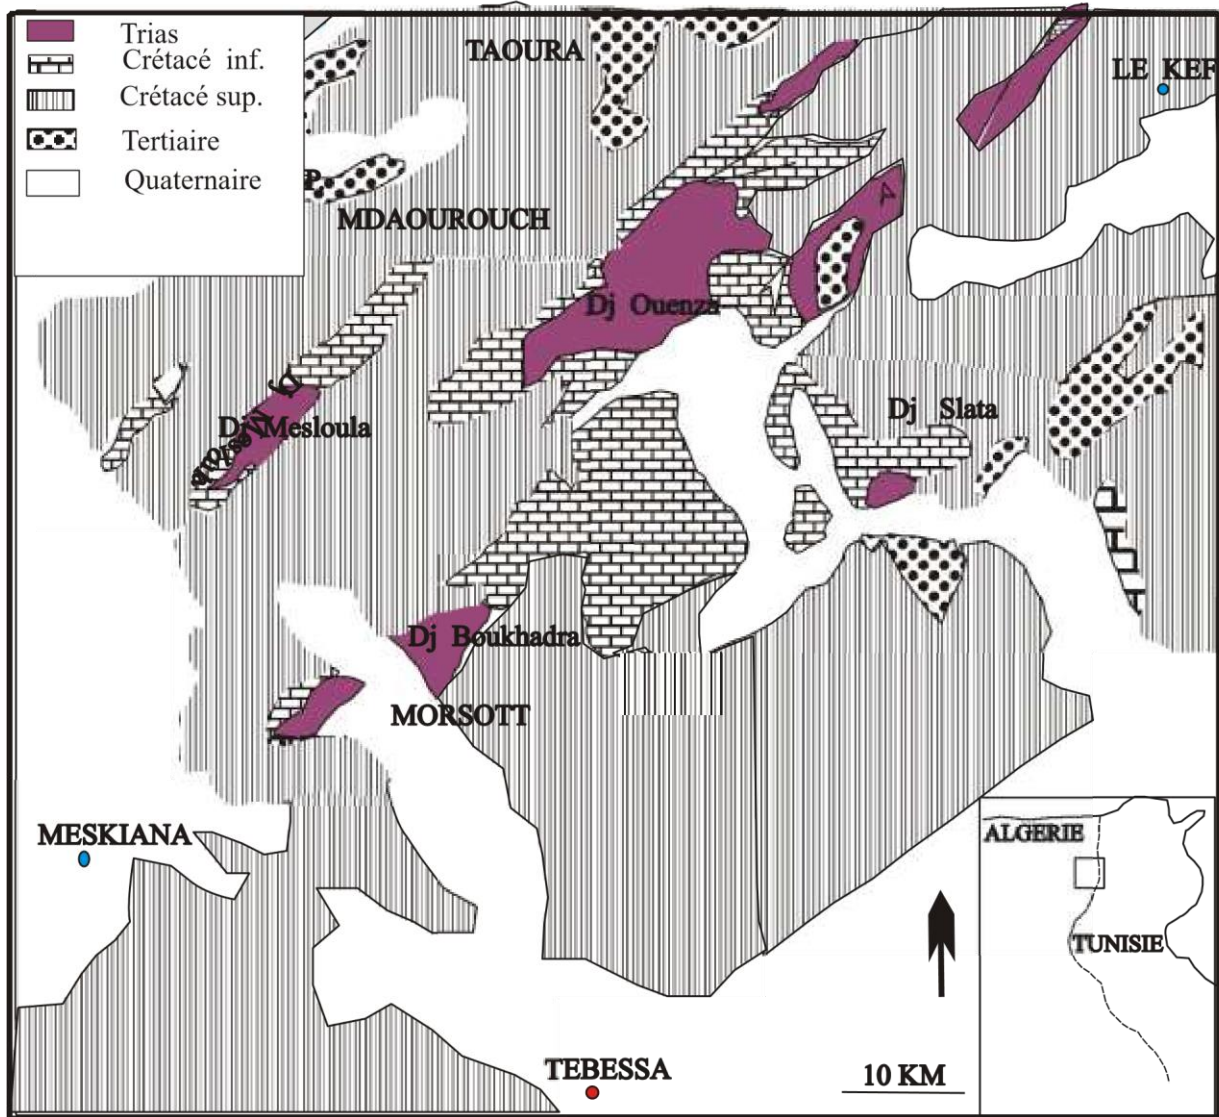 Trias
Crétacé inf.
Crétacé sup.
Tertiaire
Quaternaire
TAOURA
LE KEF
P
MDAOUROUCH
A
Dj Ouenza
Dj Slata
Dj Mesloula
Dj Boukhadra
MORSOTT
MESKIANA
ALGERIE
TUNISIE
TEBESSA
10 KM